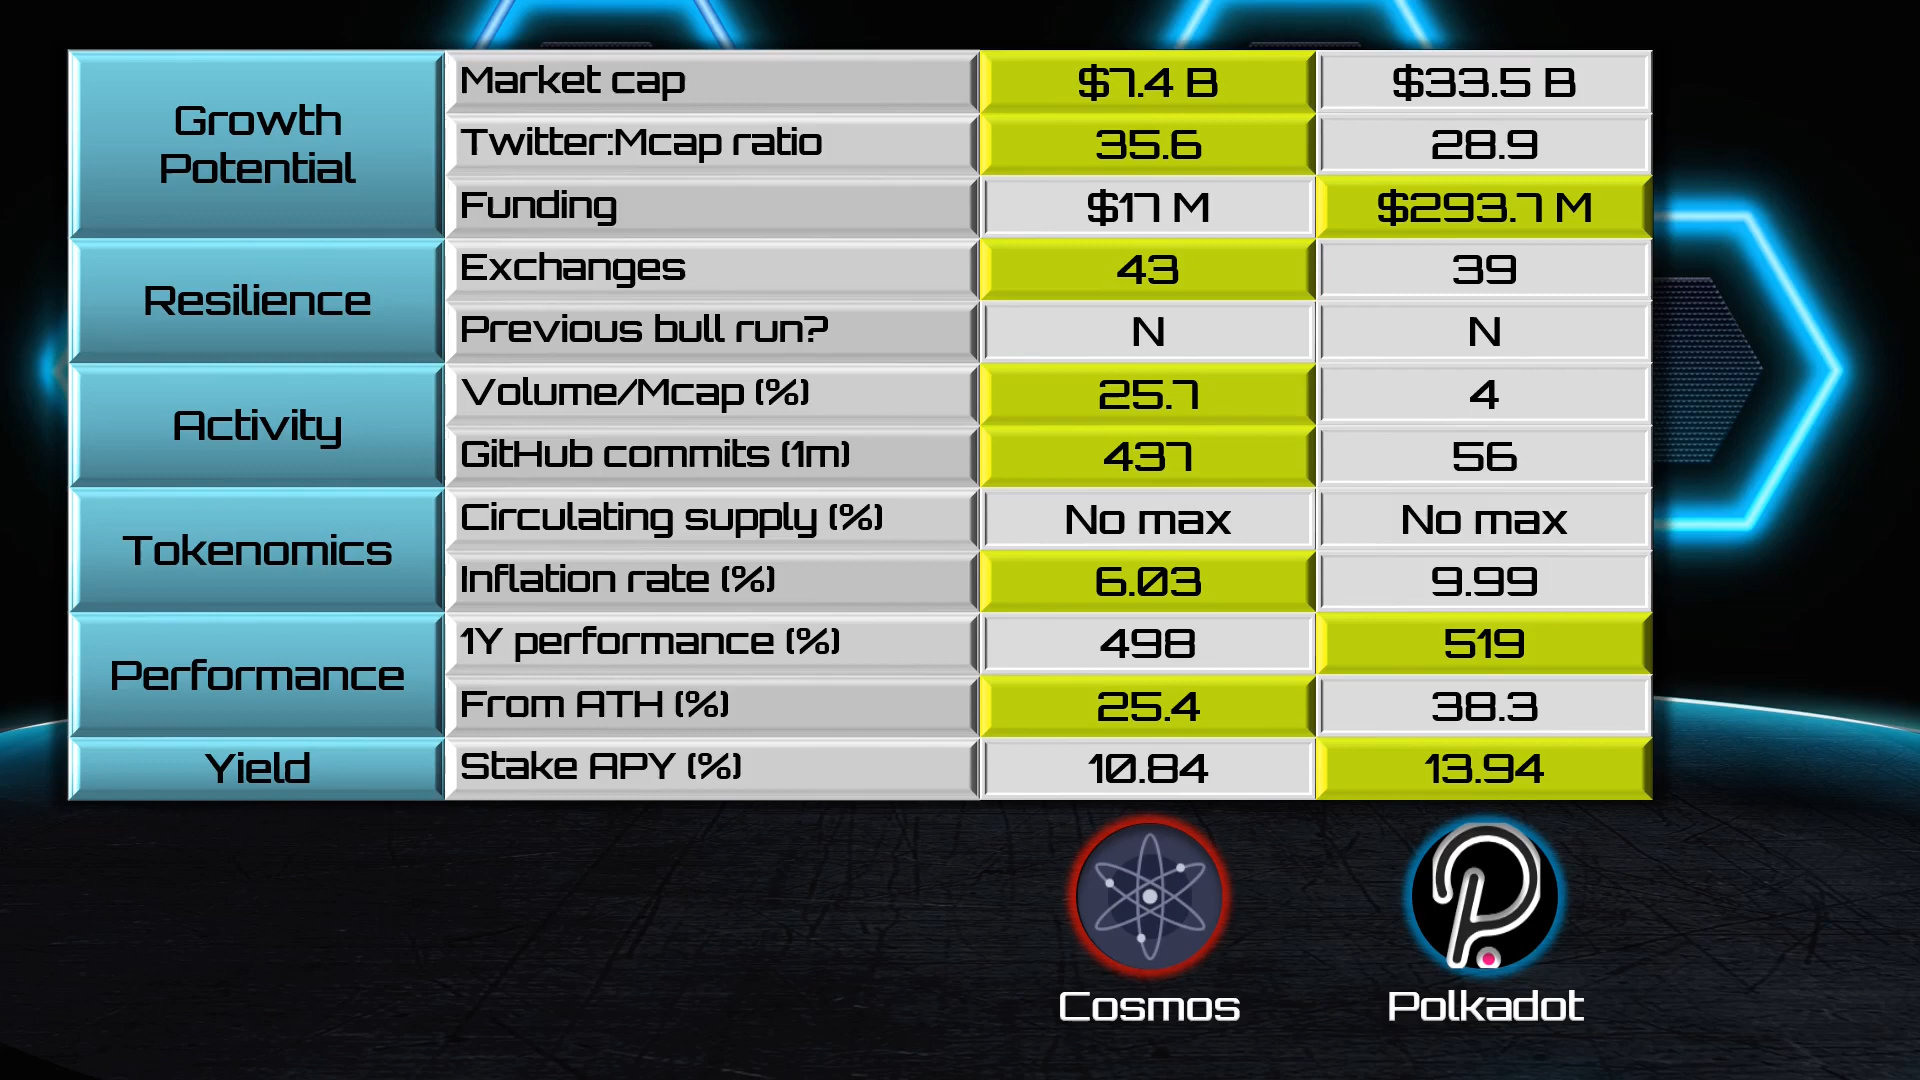 Growth
Potential
Market cap
$7.4 B
$33.5 B
Twitter:Mcap ratio
35.6
28.9
Funding
$17 M
$293.7 M
Resilience
Exchanges
43
39
Previous bull run?
N
N
Activity
Volume/Mcap (%)
25.7
4
GitHub commits (1m)
437
56
Tokenomics
Circulating supply (%)
No max
No max
Inflation rate (%)
6.03
9.99
Performance
1Y performance (%)
498
519
From ATH (%)
25.4
38.3
Yield
Stake APY (%)
10.84
13.94
Cosmos
Polkadot